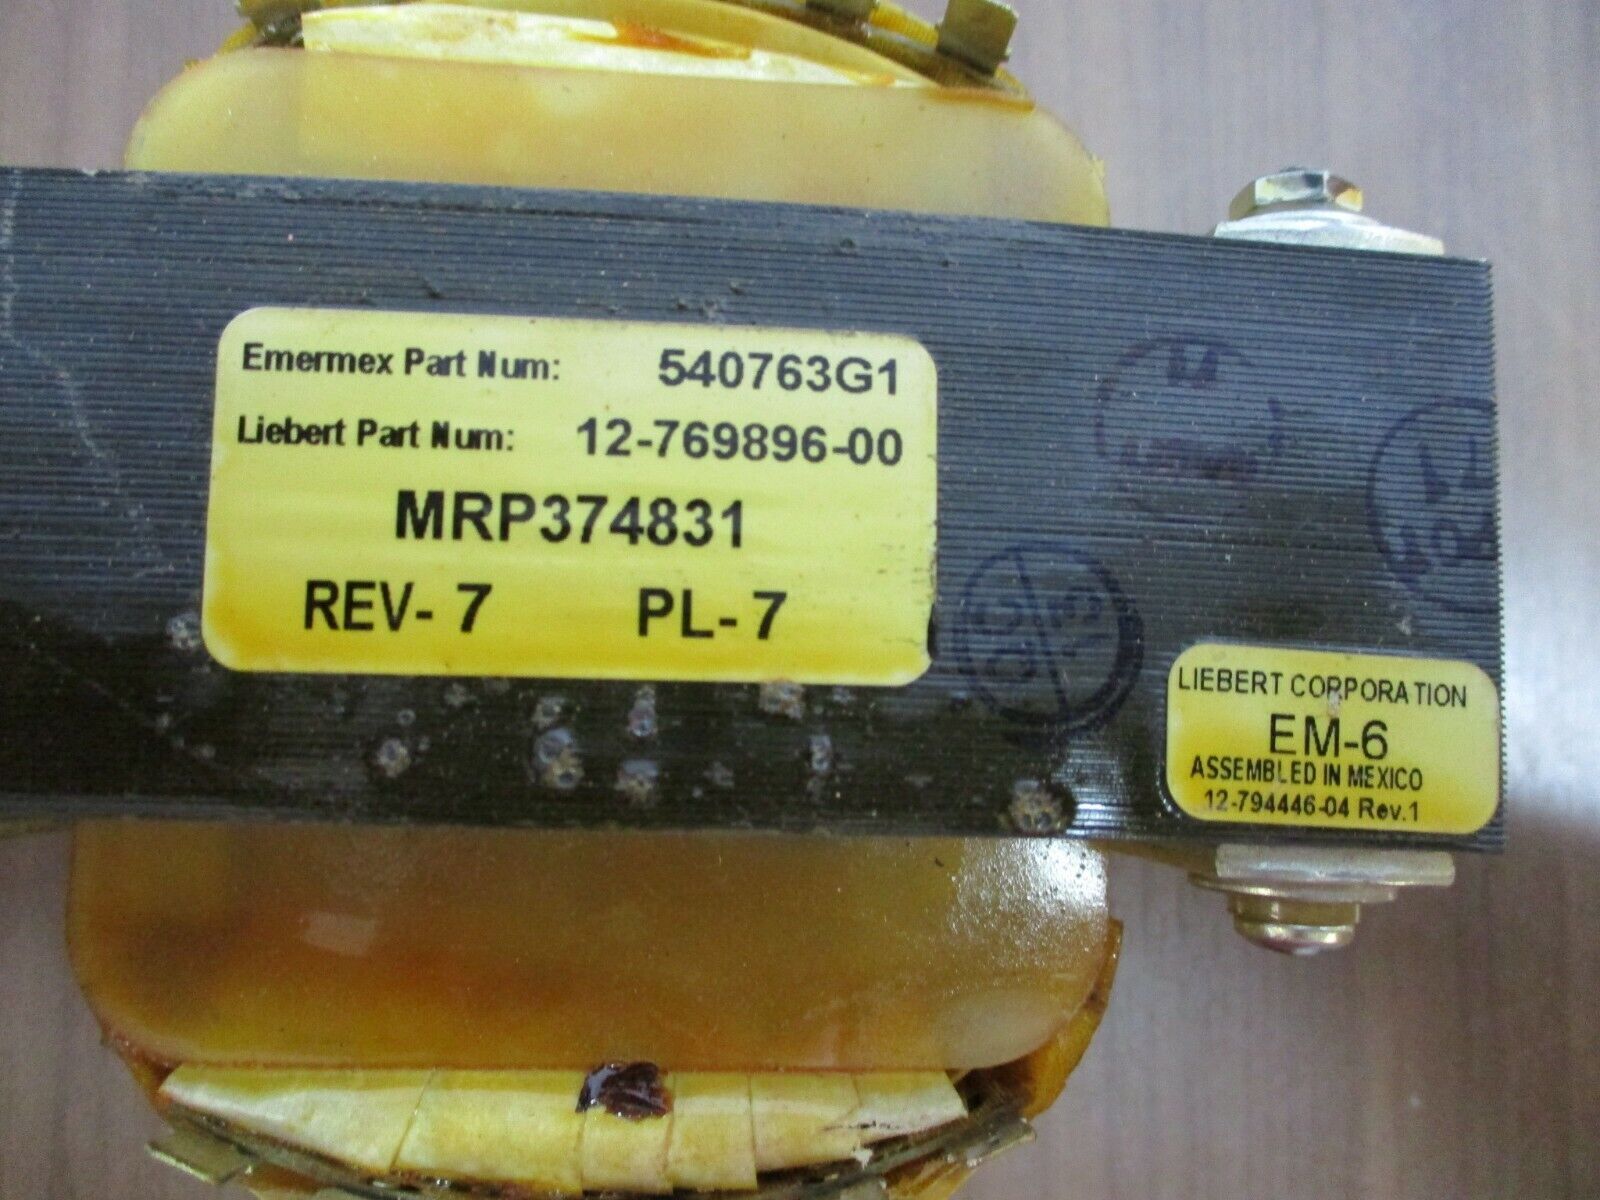 Emermex Part Num: 540763G1
Liebert Part Num: 12-769896-00
MRP374831
REV- 7 PL- 7
LIEBERT CORPORATION
EM-6
ASSEMBLED IN MEXICO
12-794446-04 Rev.1